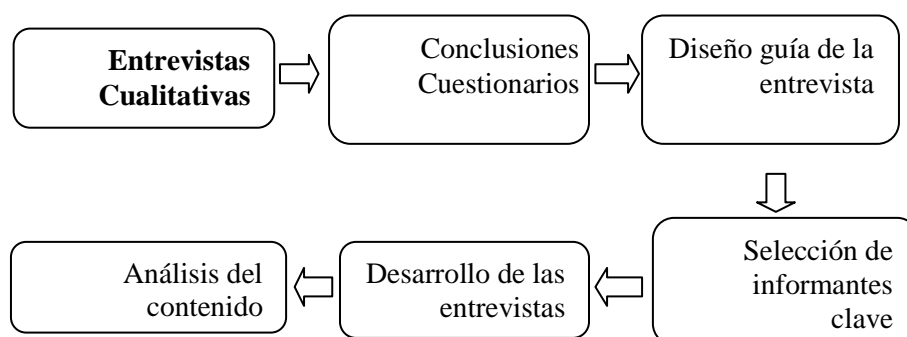 Entrevistas
Cualitativas
Conclusiones
Cuestionarios
Diseño guía de la
entrevista
Selección de
informantes
clave
Desarrollo de las
entrevistas
Análisis del
contenido